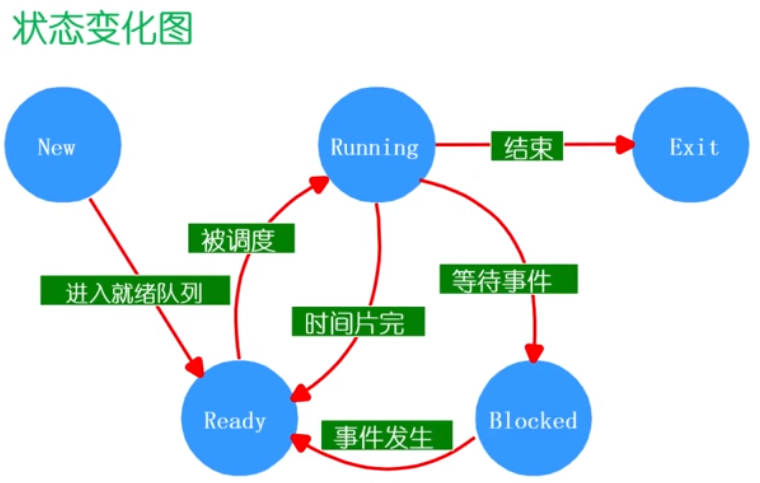 状态变化图
New
Running
结束
Exit
被调度
进入就绪队列
等待事件
时间片完
Ready
事件发生
Blocked